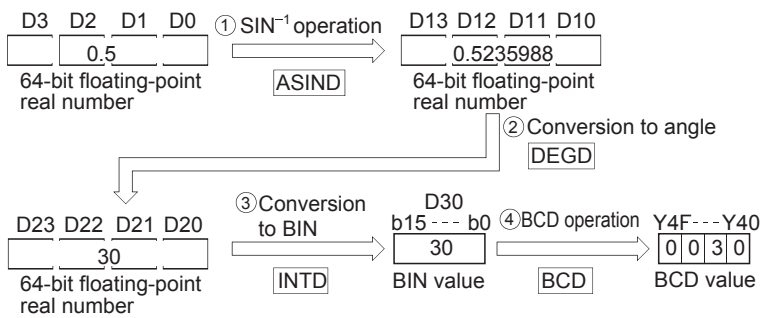 D3 D2 D1 D0
① SIN⁻¹ operation
D13 D12 D11 D10
0.5
0.5235988
64-bit floating-point
real number
ASIND
64-bit floating-point
real number
② Conversion to angle
DEGD
D23 D22 D21 D20
30
64-bit floating-point
real number
③ Conversion
to BIN
INTD
D30
b15 --- b0
30
BIN value
④ BCD operation
BCD
Y4F---Y40
0 0 3 0
BCD value